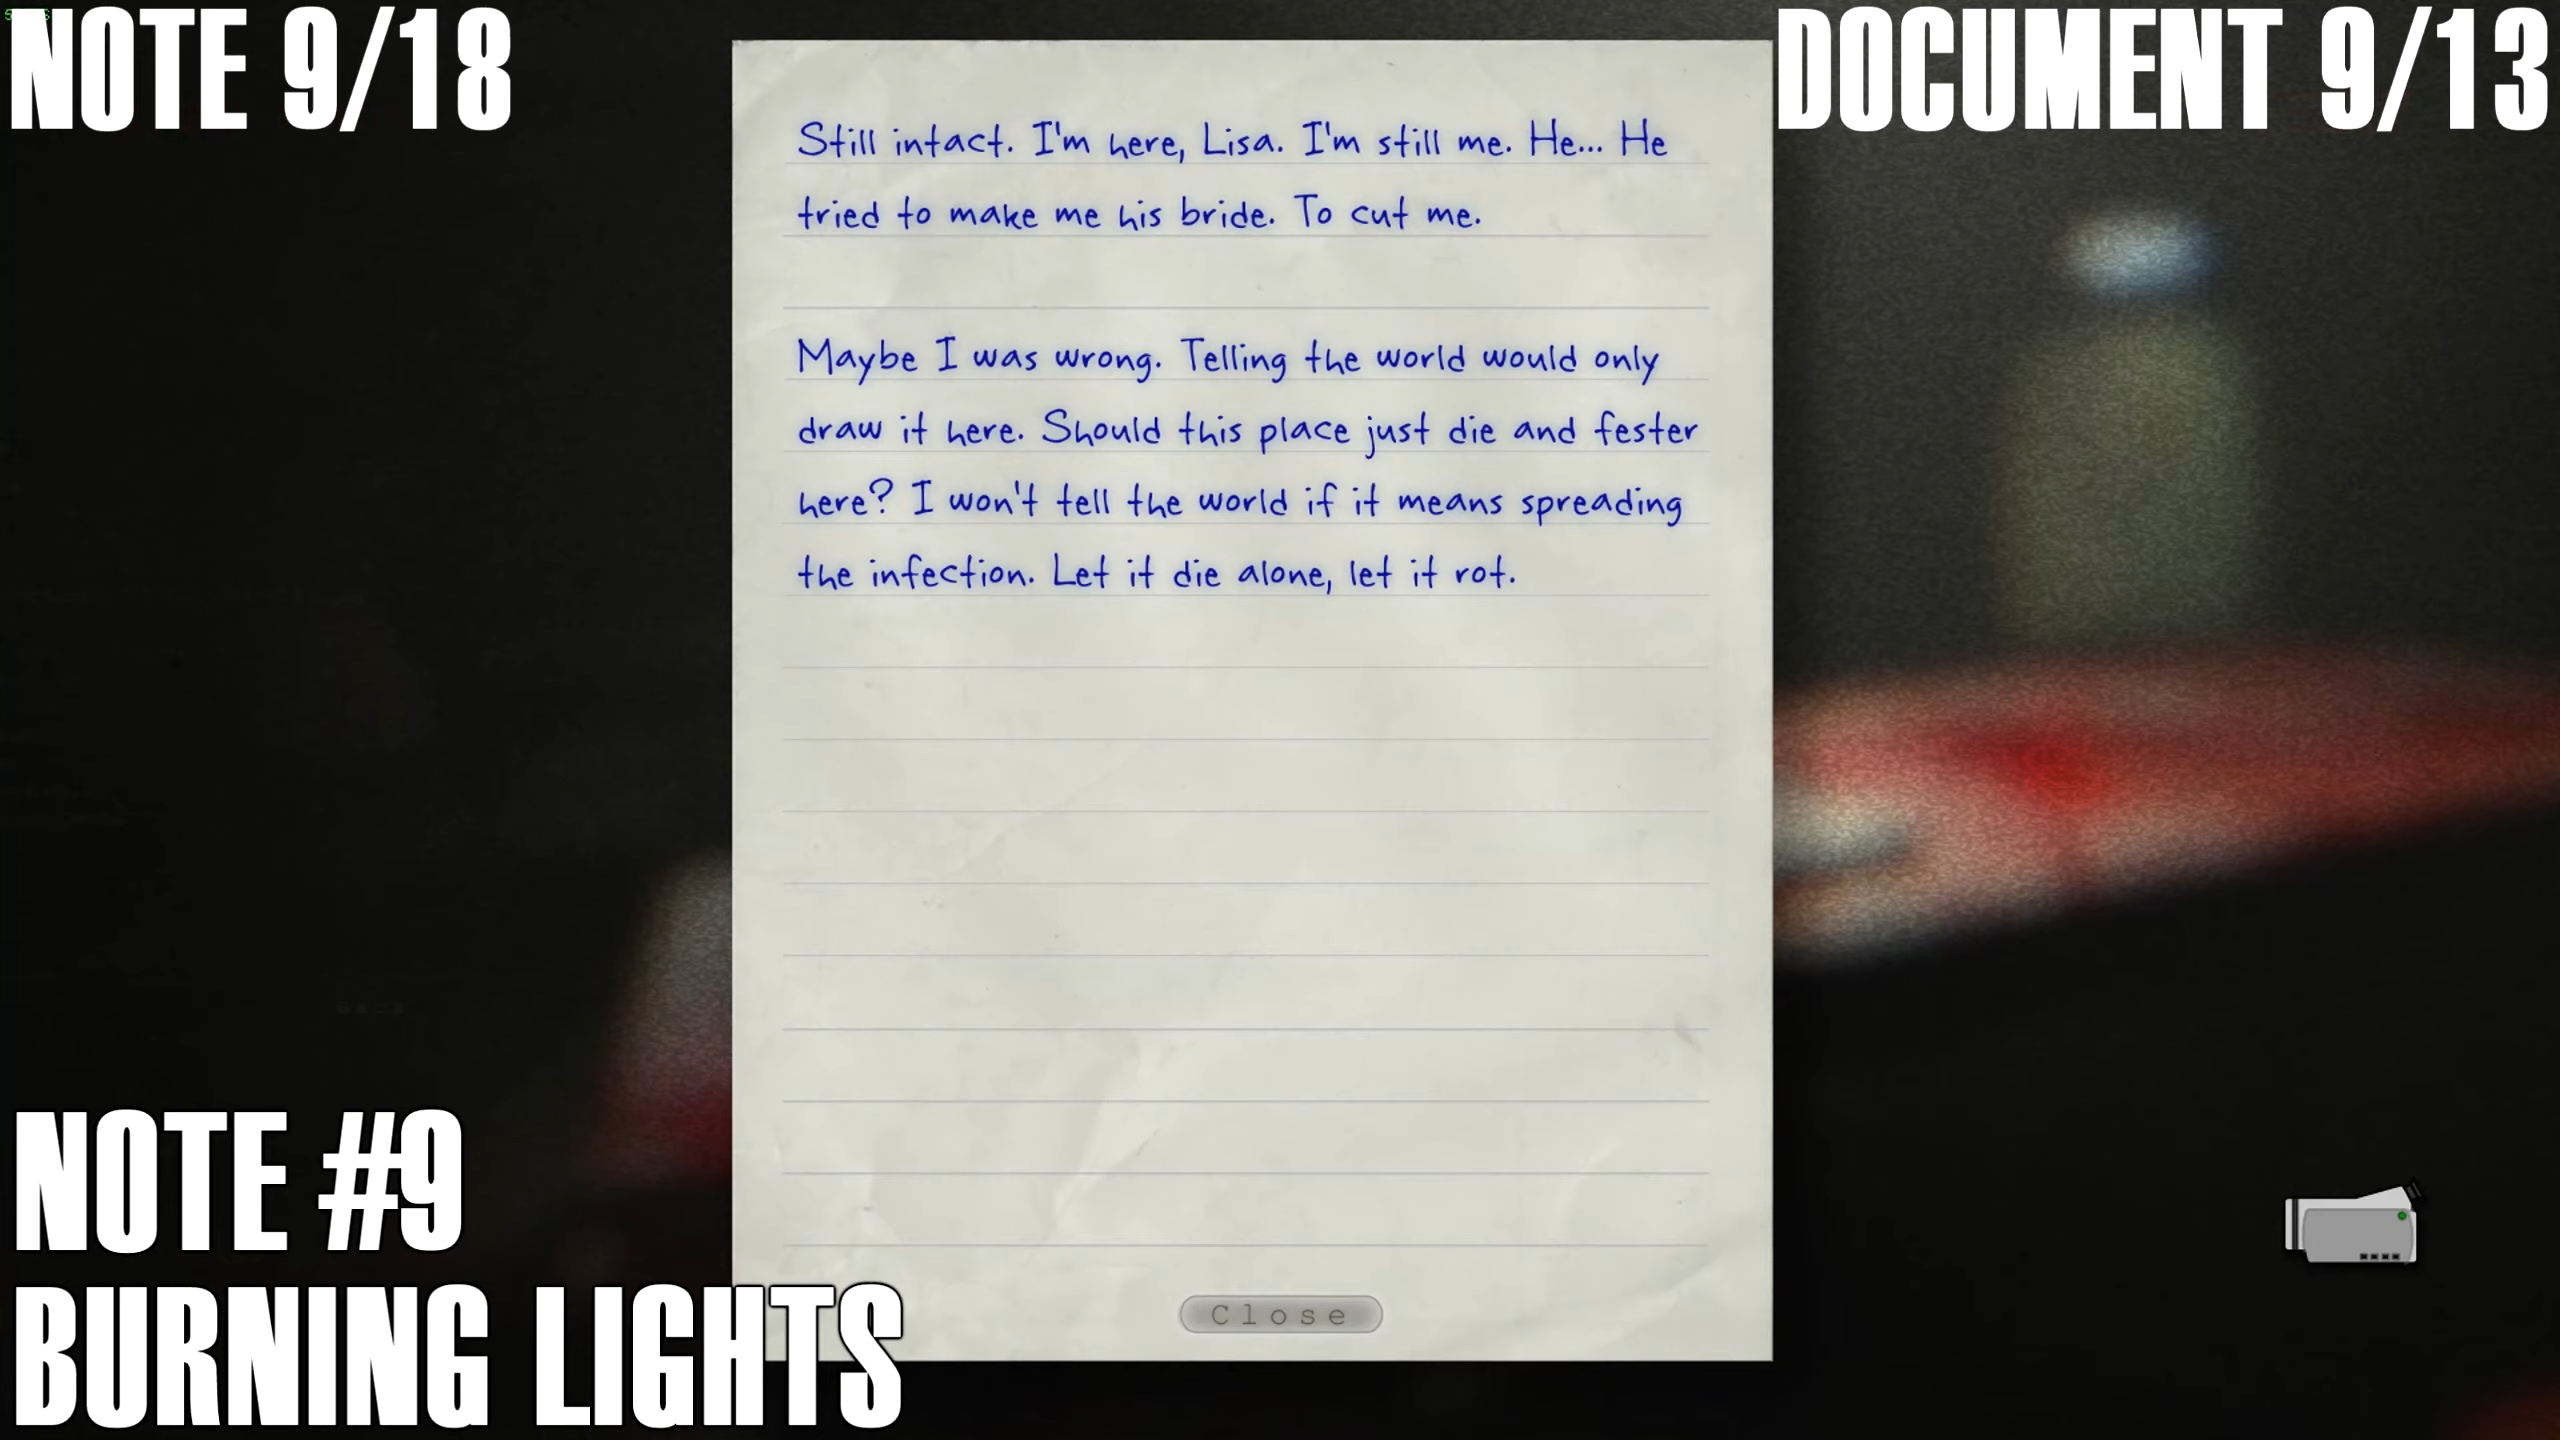 NOTE 9/18
DOCUMENT 9/13
Still intact. I'm here, Lisa. I'm still me. He... He
tried to make me his bride. To cut me.
Maybe I was wrong. Telling the world would only
draw it here. Should this place just die and fester
here? I won't tell the world if it means spreading
the infection. Let it die alone, let it rot.
Close
NOTE #9
BURNING LIGHTS